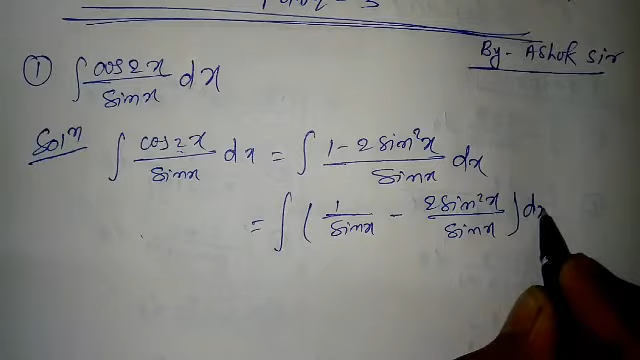 By- Ashok Sir
① ∫ cos2x/sinx dx
Solⁿ ∫ cos2x/sinx dx = ∫ 1-2sin²x/sinx dx
= ∫ ( 1/sinx - 2sin²x/sinx ) dx